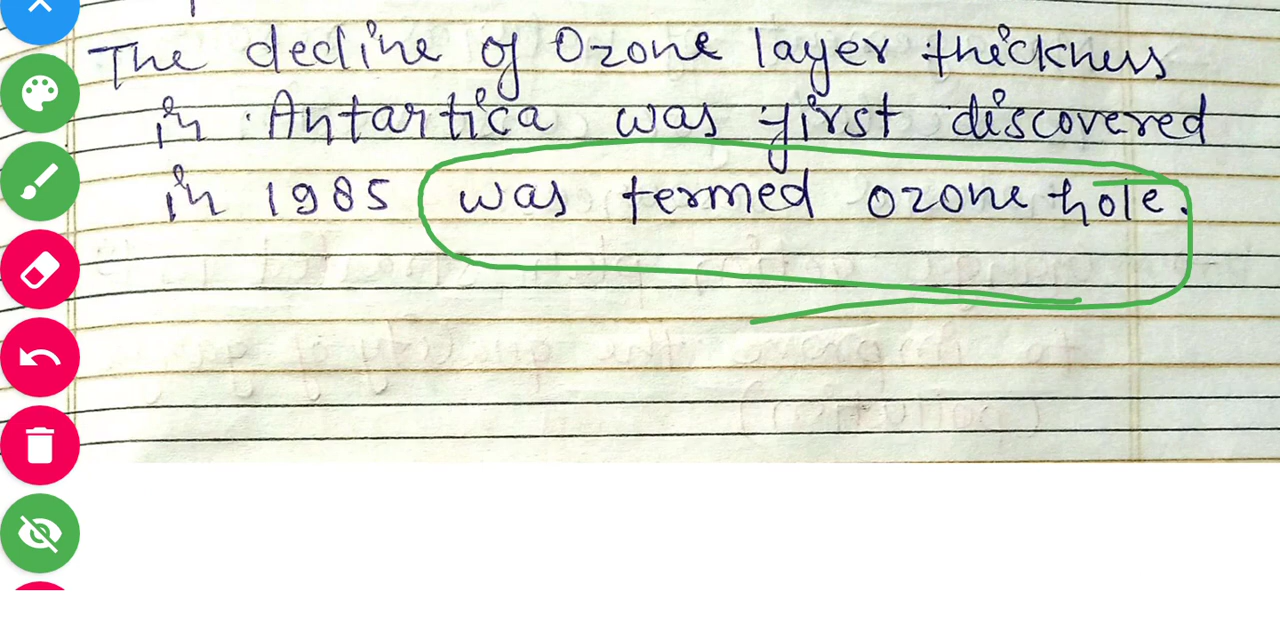 The decline of Ozone layer thickness
in Antartica was first discovered
in 1985 was termed ozone hole.